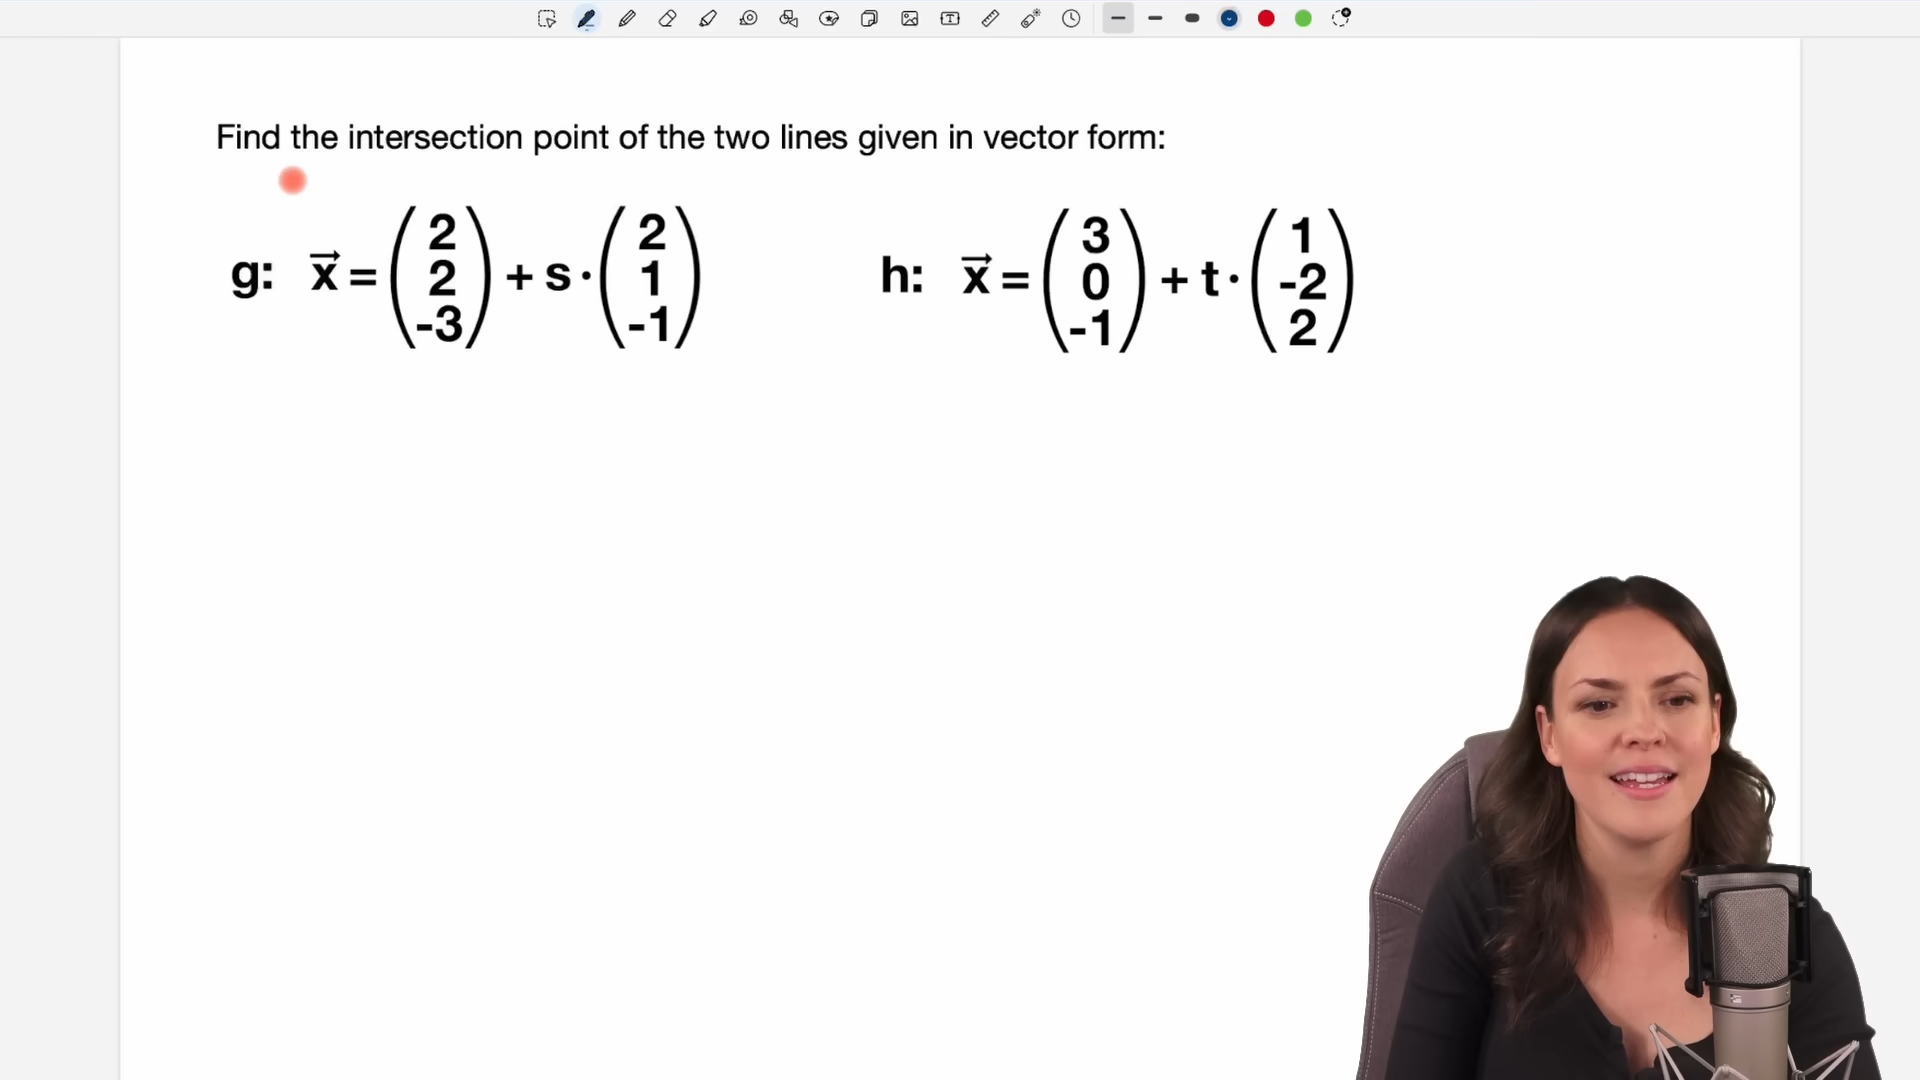 Find the intersection point of the two lines given in vector form:
g: x⃗ = (2 2 -3) + s · (2 1 -1)
h: x⃗ = (3 0 -1) + t · (1 -2 2)